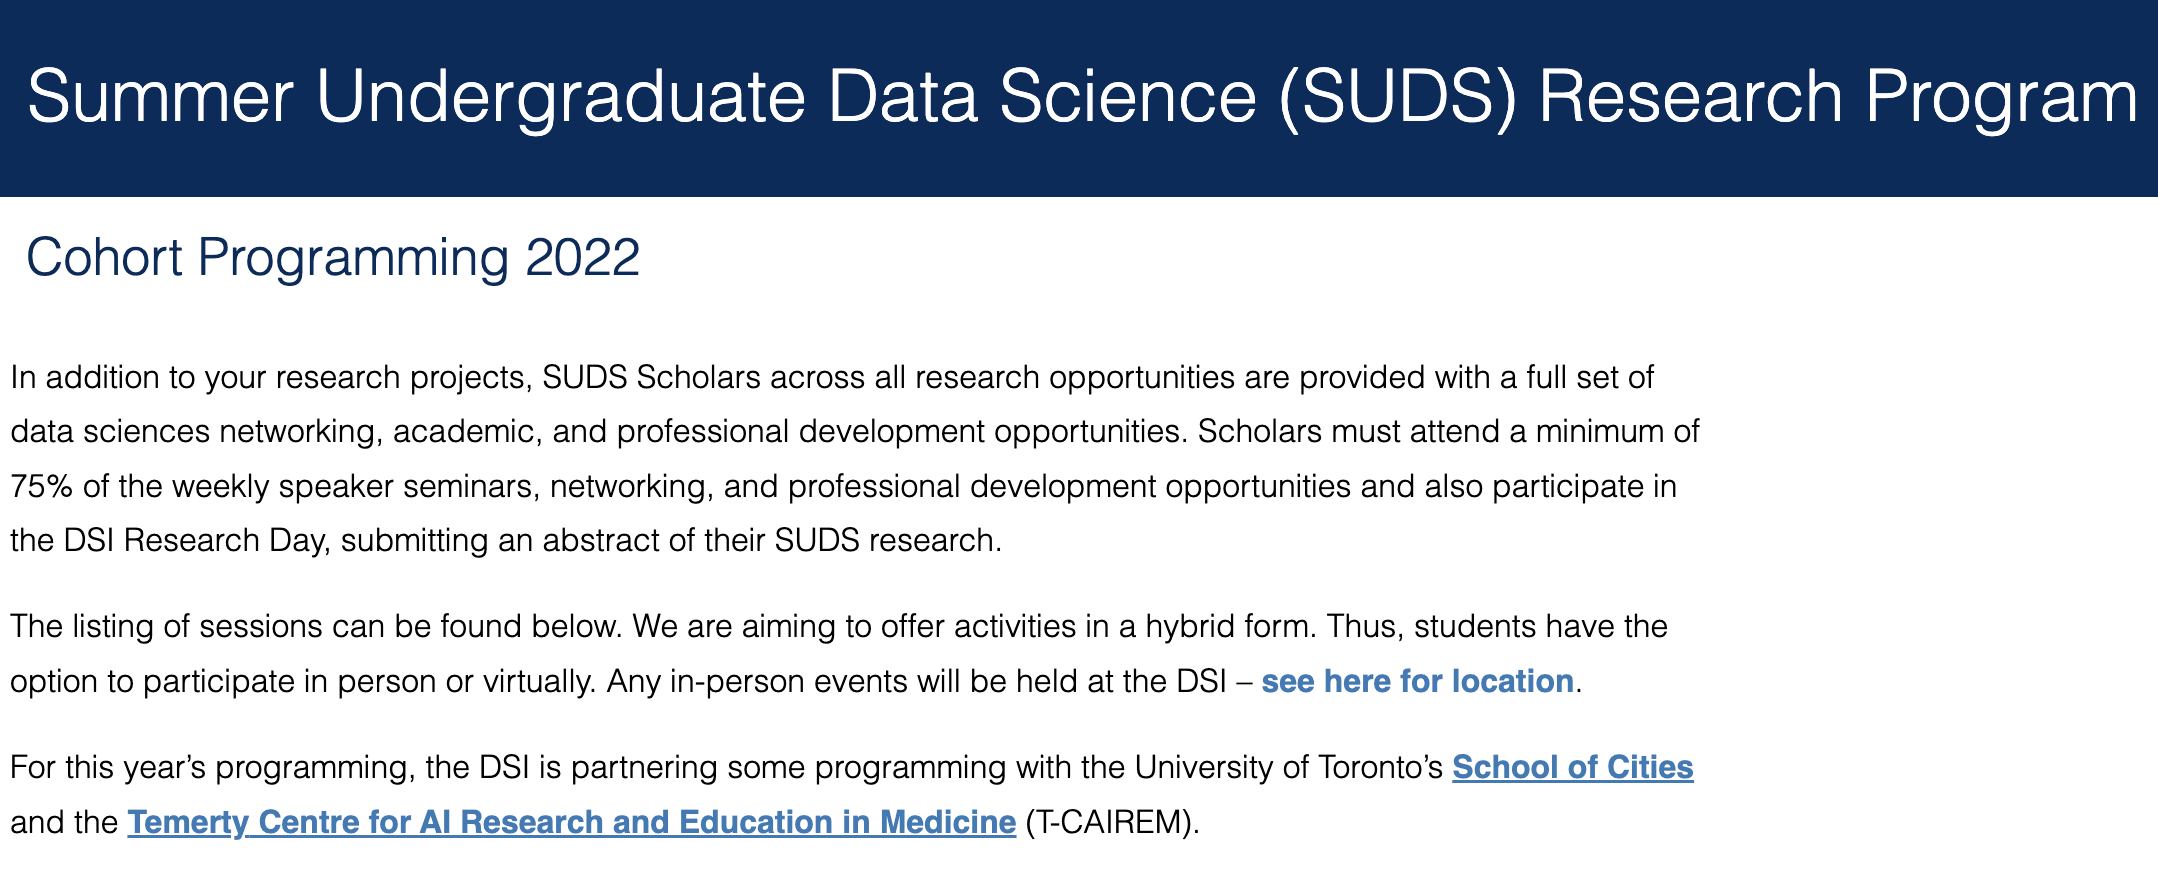 Summer Undergraduate Data Science (SUDS) Research Program
Cohort Programming 2022
In addition to your research projects, SUDS Scholars across all research opportunities are provided with a full set of
data sciences networking, academic, and professional development opportunities. Scholars must attend a minimum of
75% of the weekly speaker seminars, networking, and professional development opportunities and also participate in
the DSI Research Day, submitting an abstract of their SUDS research.
The listing of sessions can be found below. We are aiming to offer activities in a hybrid form. Thus, students have the
option to participate in person or virtually. Any in-person events will be held at the DSI – see here for location.
For this year’s programming, the DSI is partnering some programming with the University of Toronto’s School of Cities
and the Temerty Centre for AI Research and Education in Medicine (T-CAIREM).